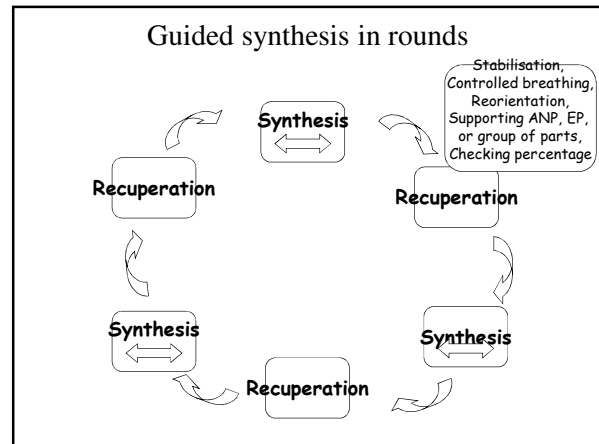 Guided synthesis in rounds
Stabilisation,
Controlled breathing,
Reorientation,
Supporting ANP, EP,
or group of parts,
Checking percentage
Synthesis
Recuperation
Recuperation
Synthesis
Synthesis
Recuperation